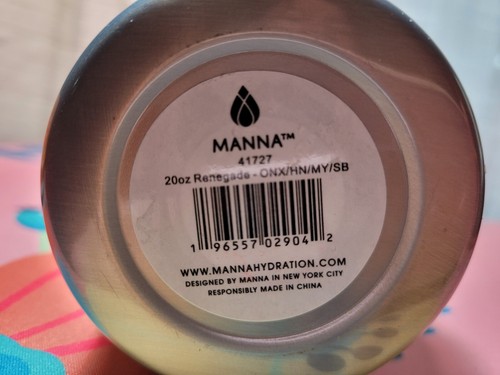 MANNA™
41727
20oz Renegade - ONX/HN/MY/SB
1 96557 02904 2
WWW.MANNAHYDRATION.COM
DESIGNED BY MANNA IN NEW YORK CITY
RESPONSIBLY MADE IN CHINA